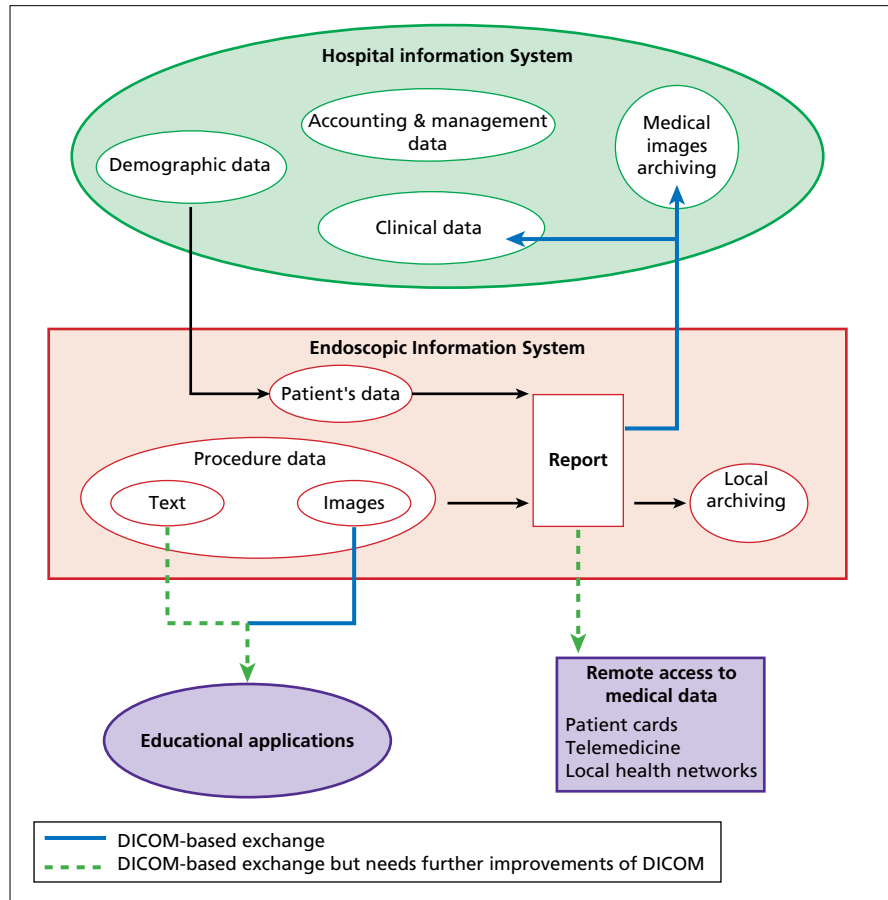 Hospital information System
Accounting & management
data
Medical
images
archiving
Demographic data
Clinical data
Endoscopic Information System
Patient's data
Procedure data
Text
Images
Report
Local
archiving
Educational applications
Remote access to
medical data
Patient cards
Telemedicine
Local health networks
DICOM-based exchange
DICOM-based exchange but needs further improvements of DICOM